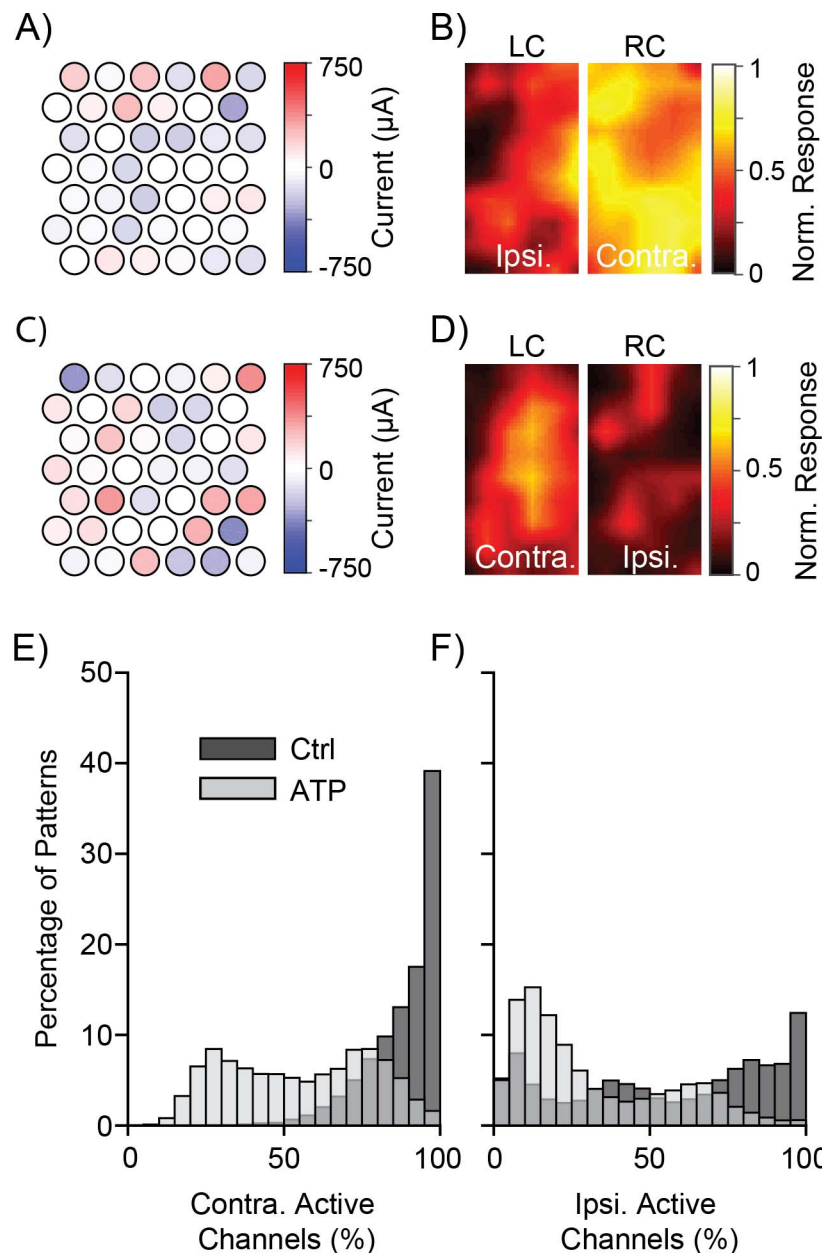 A)
750
0
-750
Current (µA)
B)
LC
RC
Ipsi.
Contra.
1
0.5
0
Norm. Response
C)
750
0
-750
Current (µA)
D)
LC
RC
Contra.
Ipsi.
1
0.5
0
Norm. Response
E)
50
40
30
20
10
0
Percentage of Patterns
Ctrl
ATP
0
50
100
Contra. Active
Channels (%)
F)
0
50
100
Ipsi. Active
Channels (%)